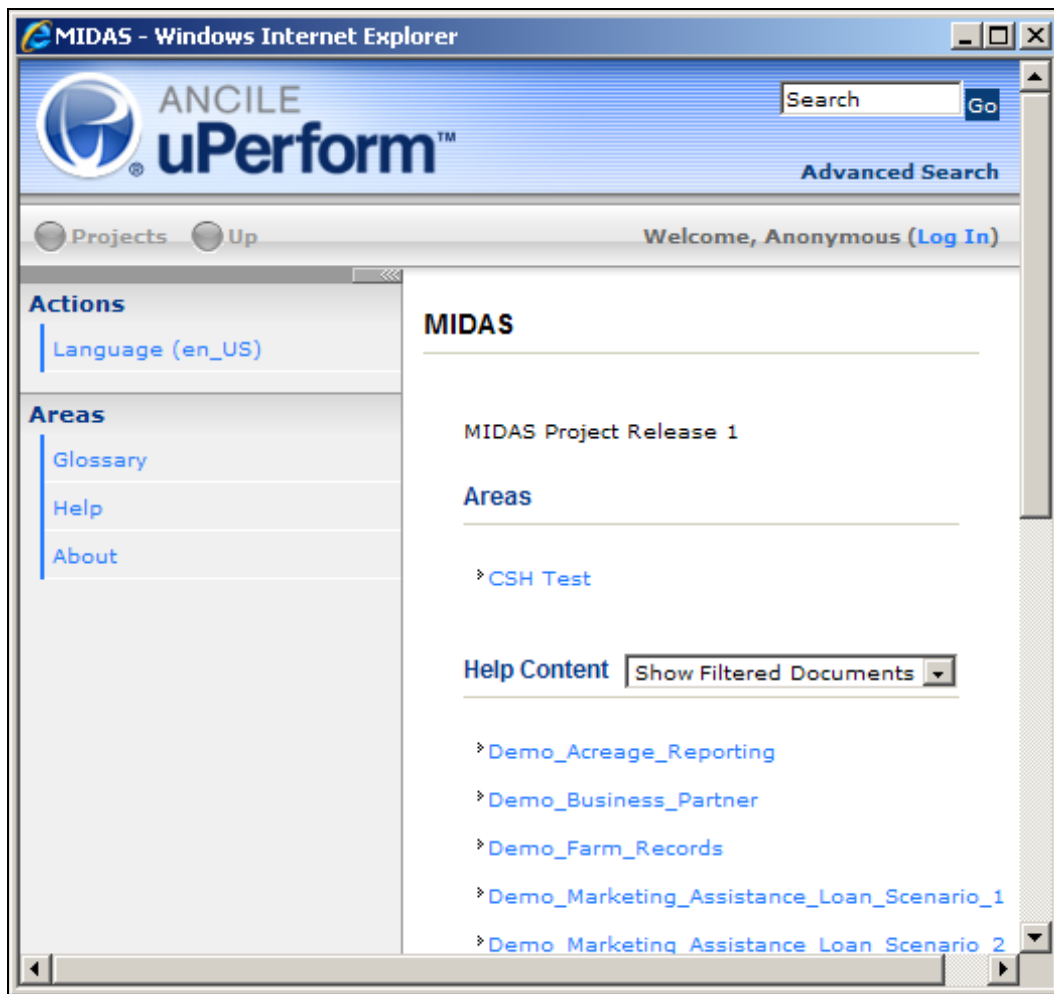 MIDAS - Windows Internet Explorer
ANCILE
uPerform™
®
Search
Go
Advanced Search
Projects
Up
Welcome, Anonymous (Log In)
Actions
Language (en_US)
Areas
Glossary
Help
About
MIDAS
MIDAS Project Release 1
Areas
CSH Test
Help Content
Show Filtered Documents
Demo_Acreage_Reporting
Demo_Business_Partner
Demo_Farm_Records
Demo_Marketing_Assistance_Loan_Scenario_1
Demo_Marketing_Assistance_Loan_Scenario_2